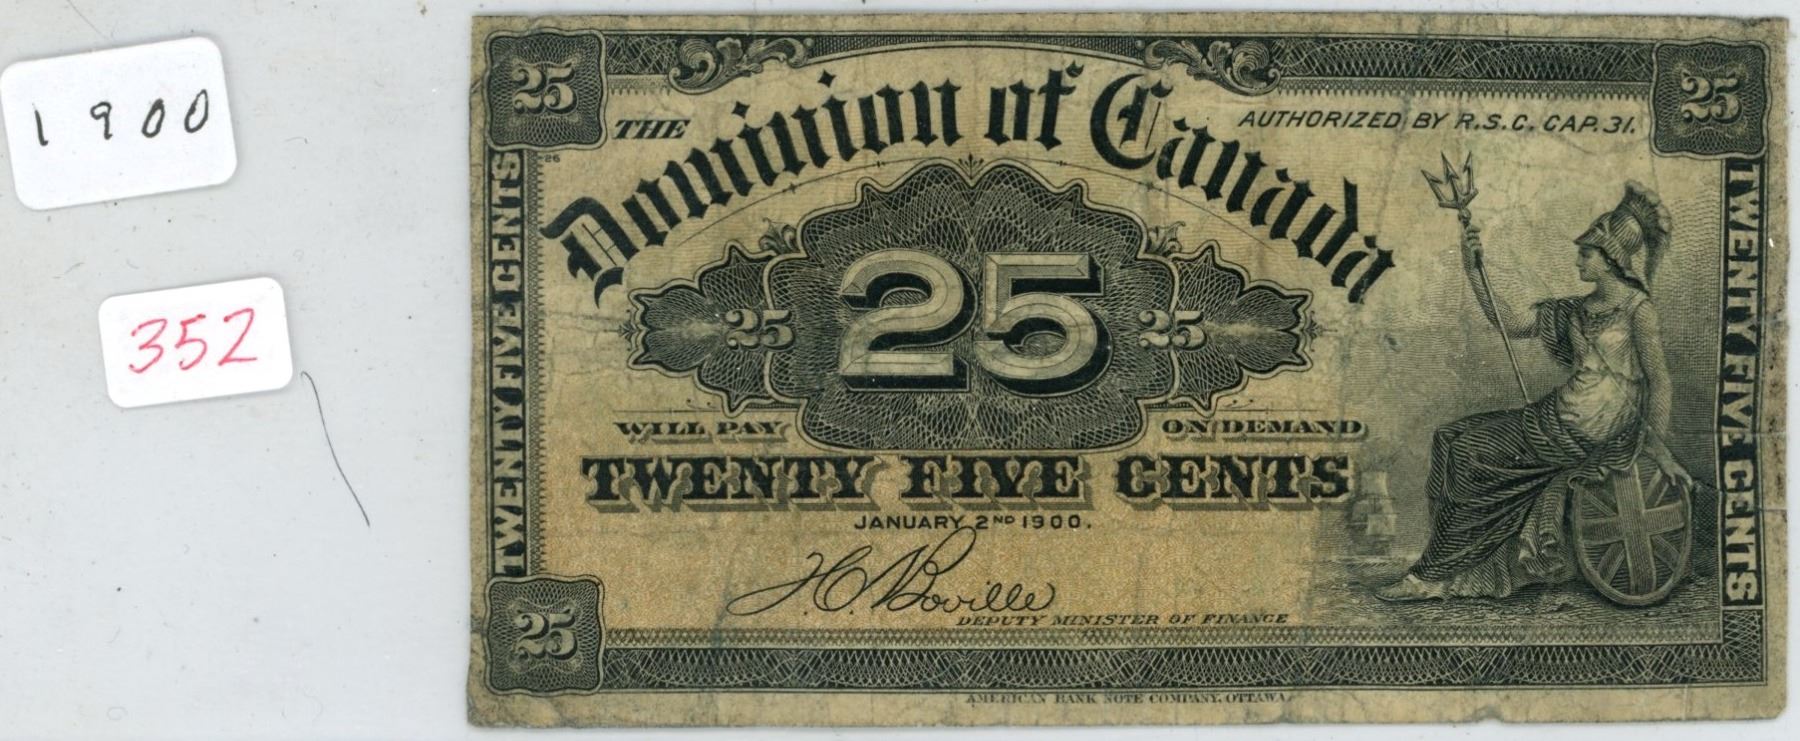 1900
352
25
25
THE Dominion of Canada
AUTHORIZED BY R.S.C. CAP. 31.
26
TWENTY FIVE CENTS
TWENTY FIVE CENTS
25 25 25
WILL PAY ON DEMAND
TWENTY FIVE CENTS
JANUARY 2ND 1900.
H.C. Boville
DEPUTY MINISTER OF FINANCE
25
AMERICAN BANK NOTE COMPANY, OTTAWA.